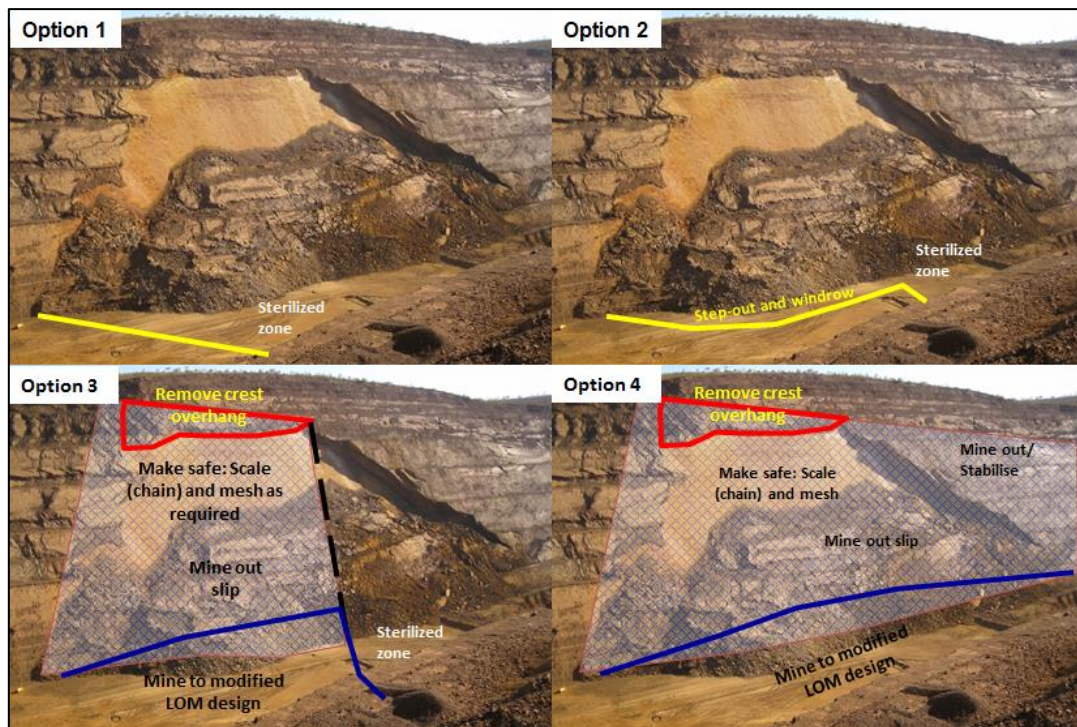 Option 1
Sterilized
zone
Option 2
Sterilized
zone
Step-out and windrow
Option 3
Remove crest
overhang
Make safe: Scale
(chain) and mesh as
required
Mine out
slip
Sterilized
zone
Mine to modified
LOM design
Option 4
Remove crest
overhang
Mine out/
Stabilise
Make safe: Scale
(chain) and mesh
Mine out slip
Mine to modified
LOM design